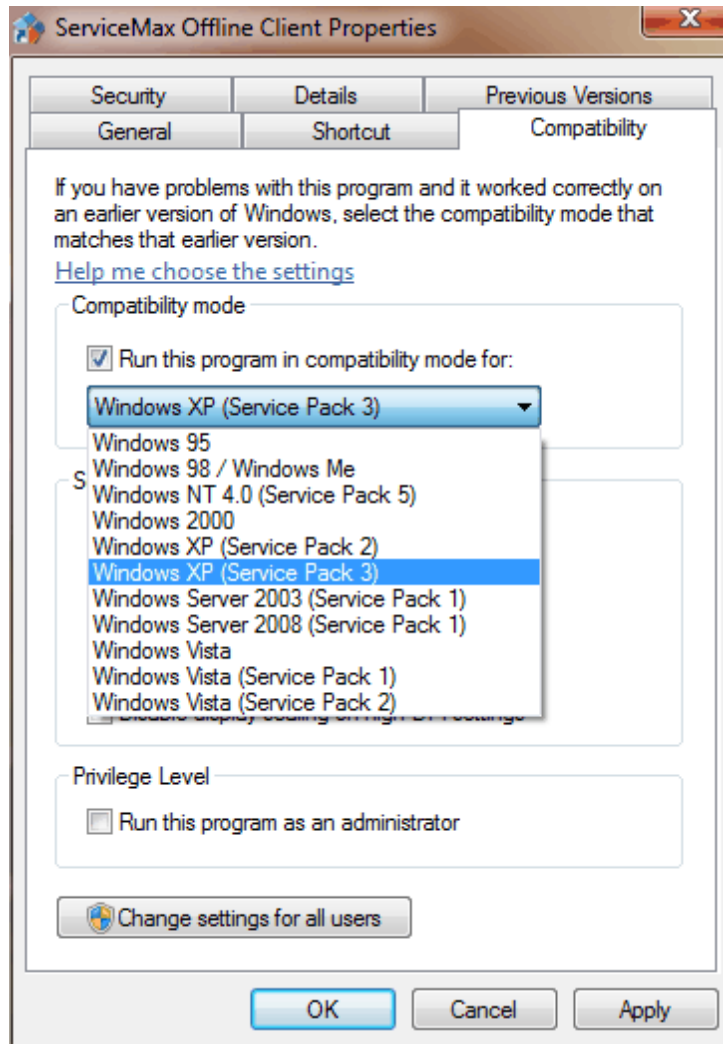 ServiceMax Offline Client Properties
Security Details Previous Versions
General Shortcut Compatibility
If you have problems with this program and it worked correctly on
an earlier version of Windows, select the compatibility mode that
matches that earlier version.
Help me choose the settings
Compatibility mode
Run this program in compatibility mode for:
Windows XP (Service Pack 3)
Windows 95
Windows 98 / Windows Me
S
Windows NT 4.0 (Service Pack 5)
Windows 2000
Windows XP (Service Pack 2)
Windows XP (Service Pack 3)
Windows Server 2003 (Service Pack 1)
Windows Server 2008 (Service Pack 1)
Windows Vista
Windows Vista (Service Pack 1)
Windows Vista (Service Pack 2)
Privilege Level
Run this program as an administrator
Change settings for all users
OK Cancel Apply